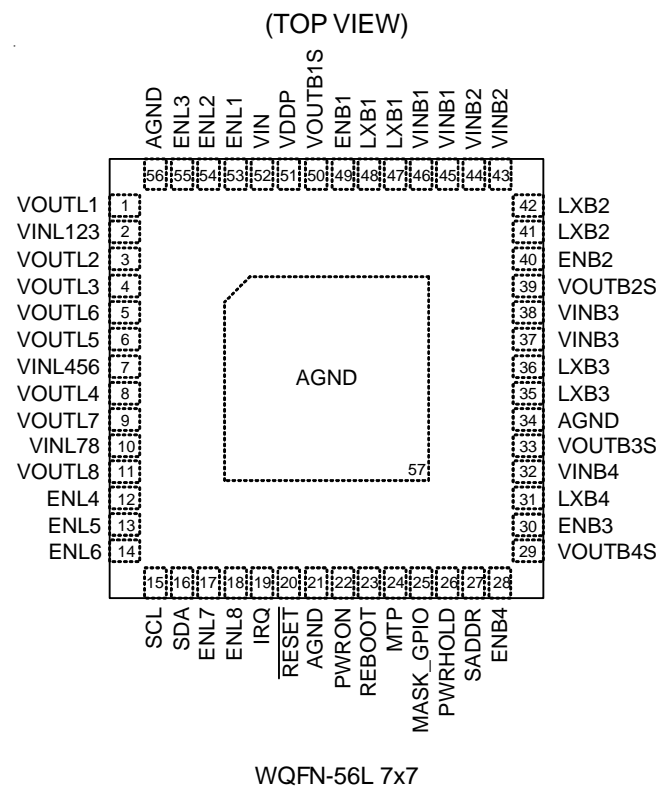 (TOP VIEW)
AGND
ENL3
ENL2
ENL1
VIN
VDDP
VOUTB1S
ENB1
LXB1
LXB1
VINB1
VINB1
VINB2
VINB2
56 55 54 53 52 51 50 49 48 47 46 45 44 43
VOUTL1 1
VINL123 2
VOUTL2 3
VOUTL3 4
VOUTL6 5
VOUTL5 6
VINL456 7
VOUTL4 8
VOUTL7 9
VINL78 10
VOUTL8 11
ENL4 12
ENL5 13
ENL6 14
AGND
57
42 LXB2
41 LXB2
40 ENB2
39 VOUTB2S
38 VINB3
37 VINB3
36 LXB3
35 LXB3
34 AGND
33 VOUTB3S
32 VINB4
31 LXB4
30 ENB3
29 VOUTB4S
15 16 17 18 19 20 21 22 23 24 25 26 27 28
SCL
SDA
ENL7
ENL8
IRQ
RESET
AGND
PWRON
REBOOT
MTP
MASK_GPIO
PWRHOLD
SADDR
ENB4
WQFN-56L 7x7